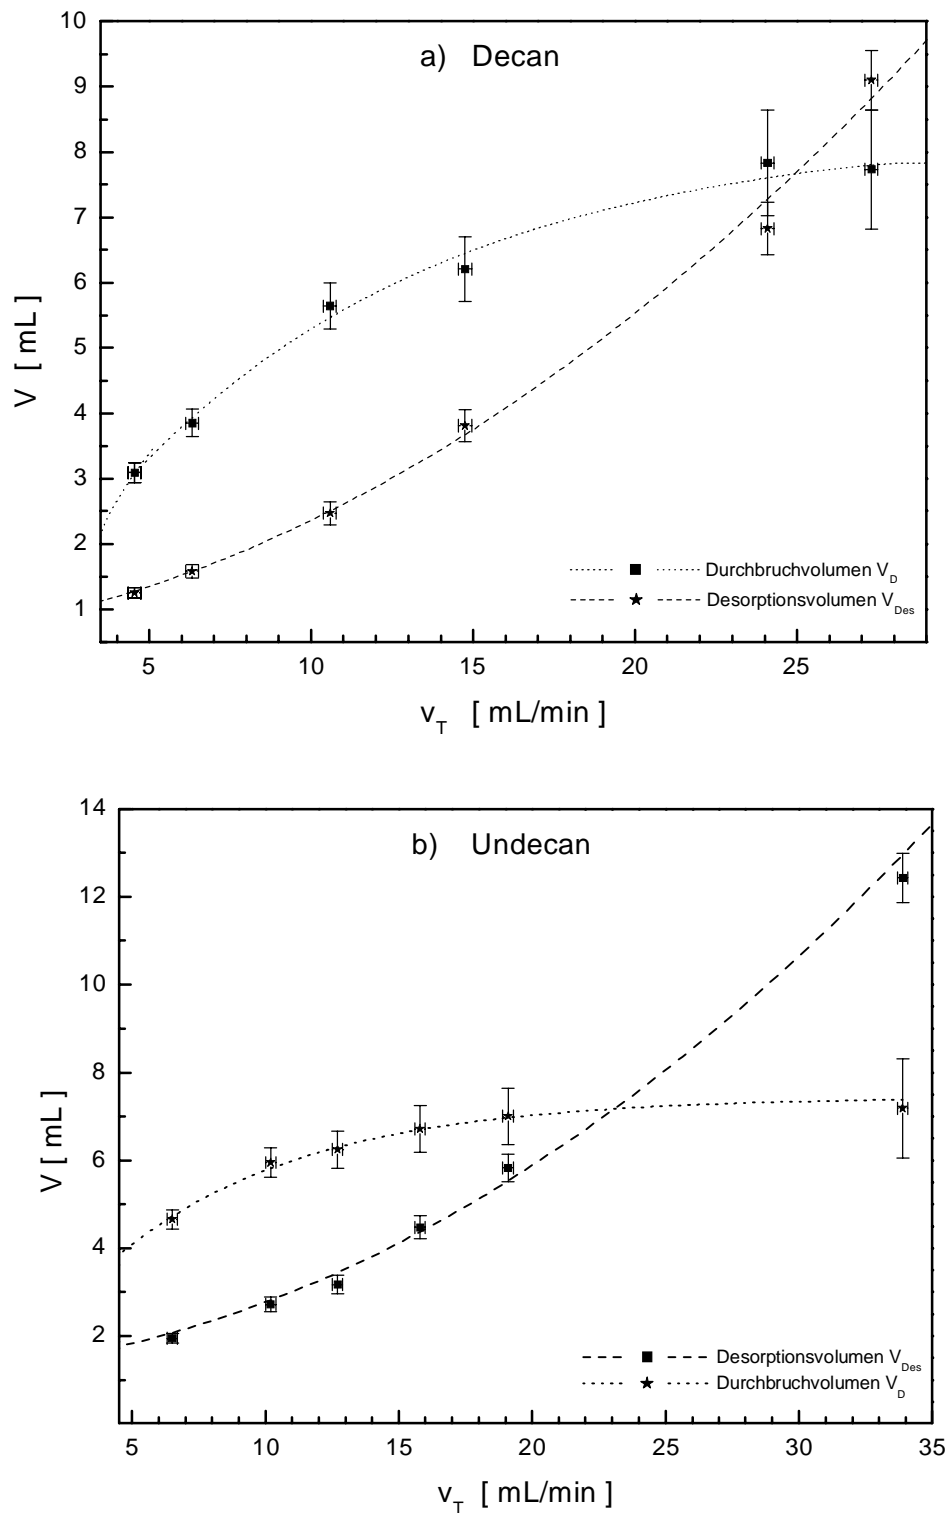 a) Decan
10
9
8
7
6
5
4
3
2
1
V [ mL ]
Durchbruchvolumen V_D
Desorptionsvolumen V_Des
5 10 15 20 25
v_T [ mL/min ]
b) Undecan
14
12
10
8
6
4
2
V [ mL ]
Desorptionsvolumen V_Des
Durchbruchvolumen V_D
5 10 15 20 25 30 35
v_T [ mL/min ]